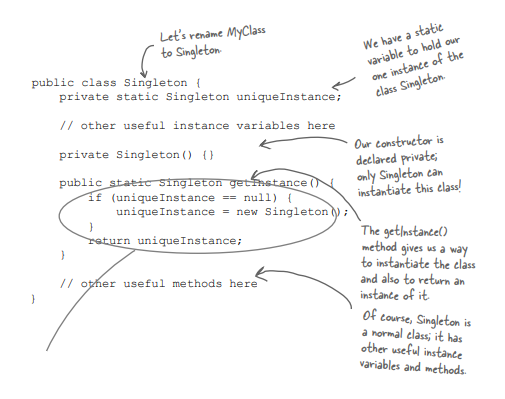 Let's rename MyClass
to Singleton.
We have a static
variable to hold our
one instance of the
class Singleton.
public class Singleton {
private static Singleton uniqueInstance;
// other useful instance variables here
Our constructor is
declared private;
only Singleton can
instantiate this class!
private Singleton() {}
public static Singleton getInstance() {
if (uniqueInstance == null) {
uniqueInstance = new Singleton();
}
return uniqueInstance;
}
The getInstance()
method gives us a way
to instantiate the class
and also to return an
instance of it.
// other useful methods here
}
Of course, Singleton is
a normal class; it has
other useful instance
variables and methods.